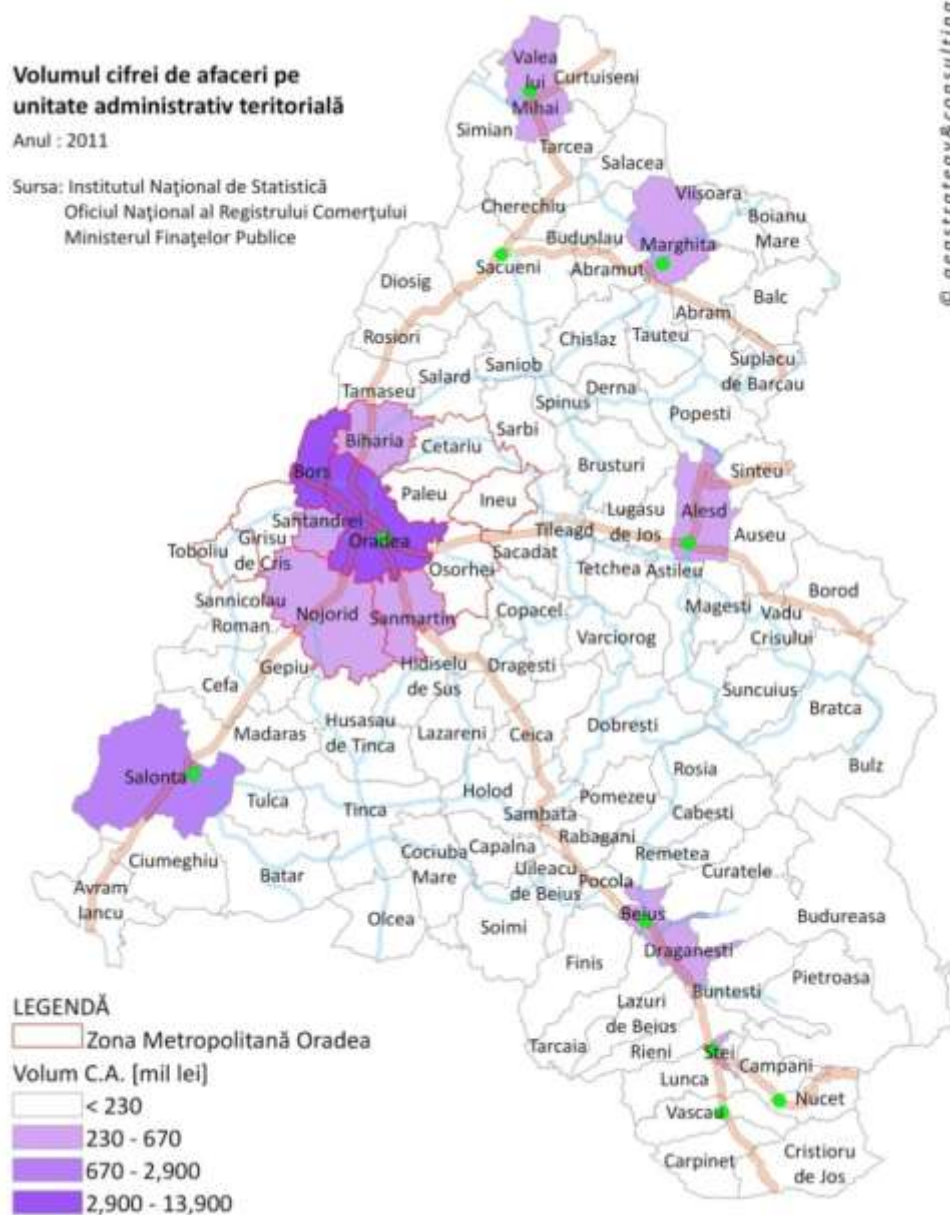 Volumul cifrei de afaceri pe
unitate administrativ teritorială
Anul : 2011
Sursa: Institutul Național de Statistică
Oficiul Național al Registrului Comerțului
Ministerul Finațelor Publice
© geostrategy&consulting
Valea
lui
Mihai
Curtuiseni
Simian
Tarcea
Salacea
Viisoara
Cherechiu
Boianu
Mare
Buduslau
Marghita
Sacueni
Abramut
Diosig
Balc
Abram
Rosiori
Chislaz
Tauteu
Saniob
Suplacu
de Barcau
Salard
Tamaseu
Derna
Spinus
Popesti
Sarbi
Biharia
Cetariu
Brusturi
Sinteu
Bors
Paleu
Ineu
Lugasu
de Jos
Alesd
Santandrei
Girisu
de Cris
Oradea
Tileagd
Auseu
Toboliu
Osorhei
Sacadat
Tetchea
Astileu
Borod
Sannicolau
Roman
Nojorid
Sanmartin
Copacel
Magesti
Vadu
Crisului
Varciorog
Gepiu
Hidiselu
de Sus
Dragesti
Cefa
Suncuius
Bratca
Madaras
Husasau
de Tinca
Lazareni
Ceica
Dobresti
Bulz
Salonta
Rosia
Tulca
Tinca
Holod
Pomezeu
Sambata
Cabesti
Rabagani
Ciumeghiu
Cociuba
Mare
Capalna
Remetea
Uileacu
de Beius
Curatele
Batar
Pocola
Avram
Iancu
Olcea
Soimi
Beius
Budureasa
Draganesti
Finis
Pietroasa
Buntesti
Lazuri
de Beius
Tarcaia
Rieni
Stei
Campani
Lunca
Nucet
Vascau
Carpinet
Cristioru
de Jos
LEGENDĂ
Zona Metropolitană Oradea
Volum C.A. [mil lei]
< 230
230 - 670
670 - 2,900
2,900 - 13,900